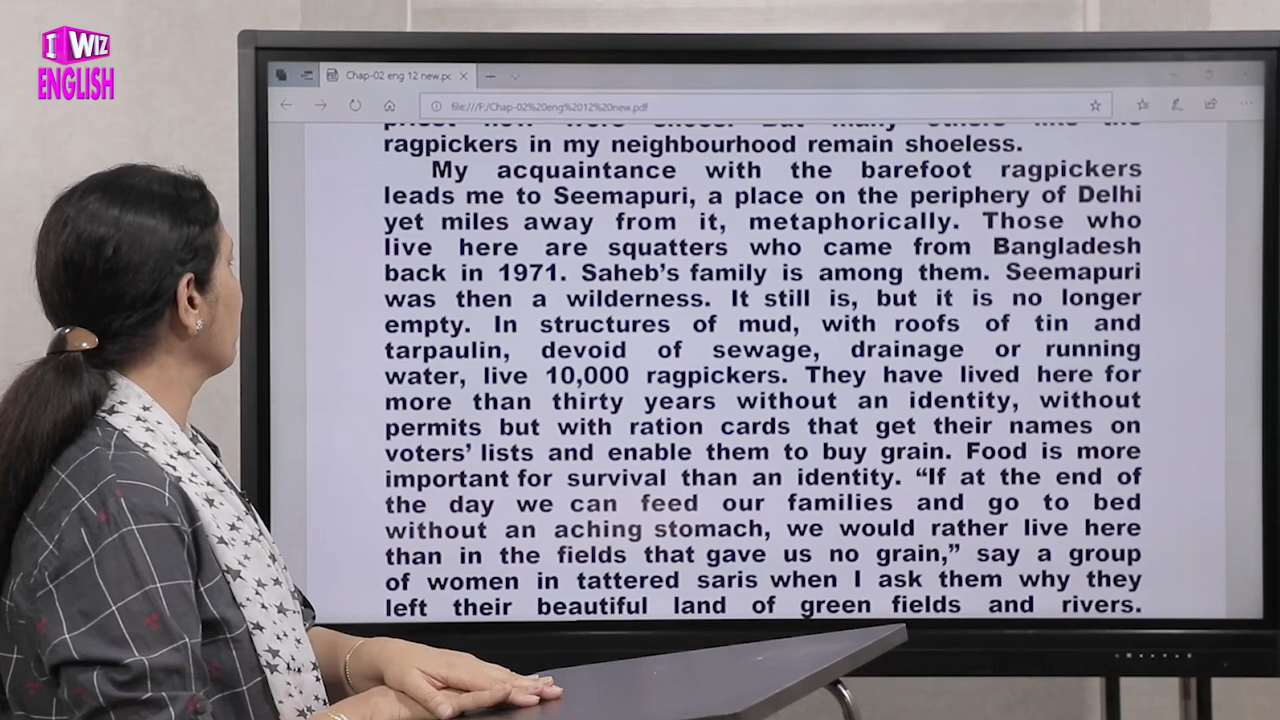 I WIZ
ENGLISH
Chap-02 eng 12 new.pc
file:///F:/Chap-02%20eng%2012%20new.pdf
priest now were shoes. But many others like the
ragpickers in my neighbourhood remain shoeless.
My acquaintance with the barefoot ragpickers
leads me to Seemapuri, a place on the periphery of Delhi
yet miles away from it, metaphorically. Those who
live here are squatters who came from Bangladesh
back in 1971. Saheb's family is among them. Seemapuri
was then a wilderness. It still is, but it is no longer
empty. In structures of mud, with roofs of tin and
tarpaulin, devoid of sewage, drainage or running
water, live 10,000 ragpickers. They have lived here for
more than thirty years without an identity, without
permits but with ration cards that get their names on
voters' lists and enable them to buy grain. Food is more
important for survival than an identity. “If at the end of
the day we can feed our families and go to bed
without an aching stomach, we would rather live here
than in the fields that gave us no grain,” say a group
of women in tattered saris when I ask them why they
left their beautiful land of green fields and rivers.